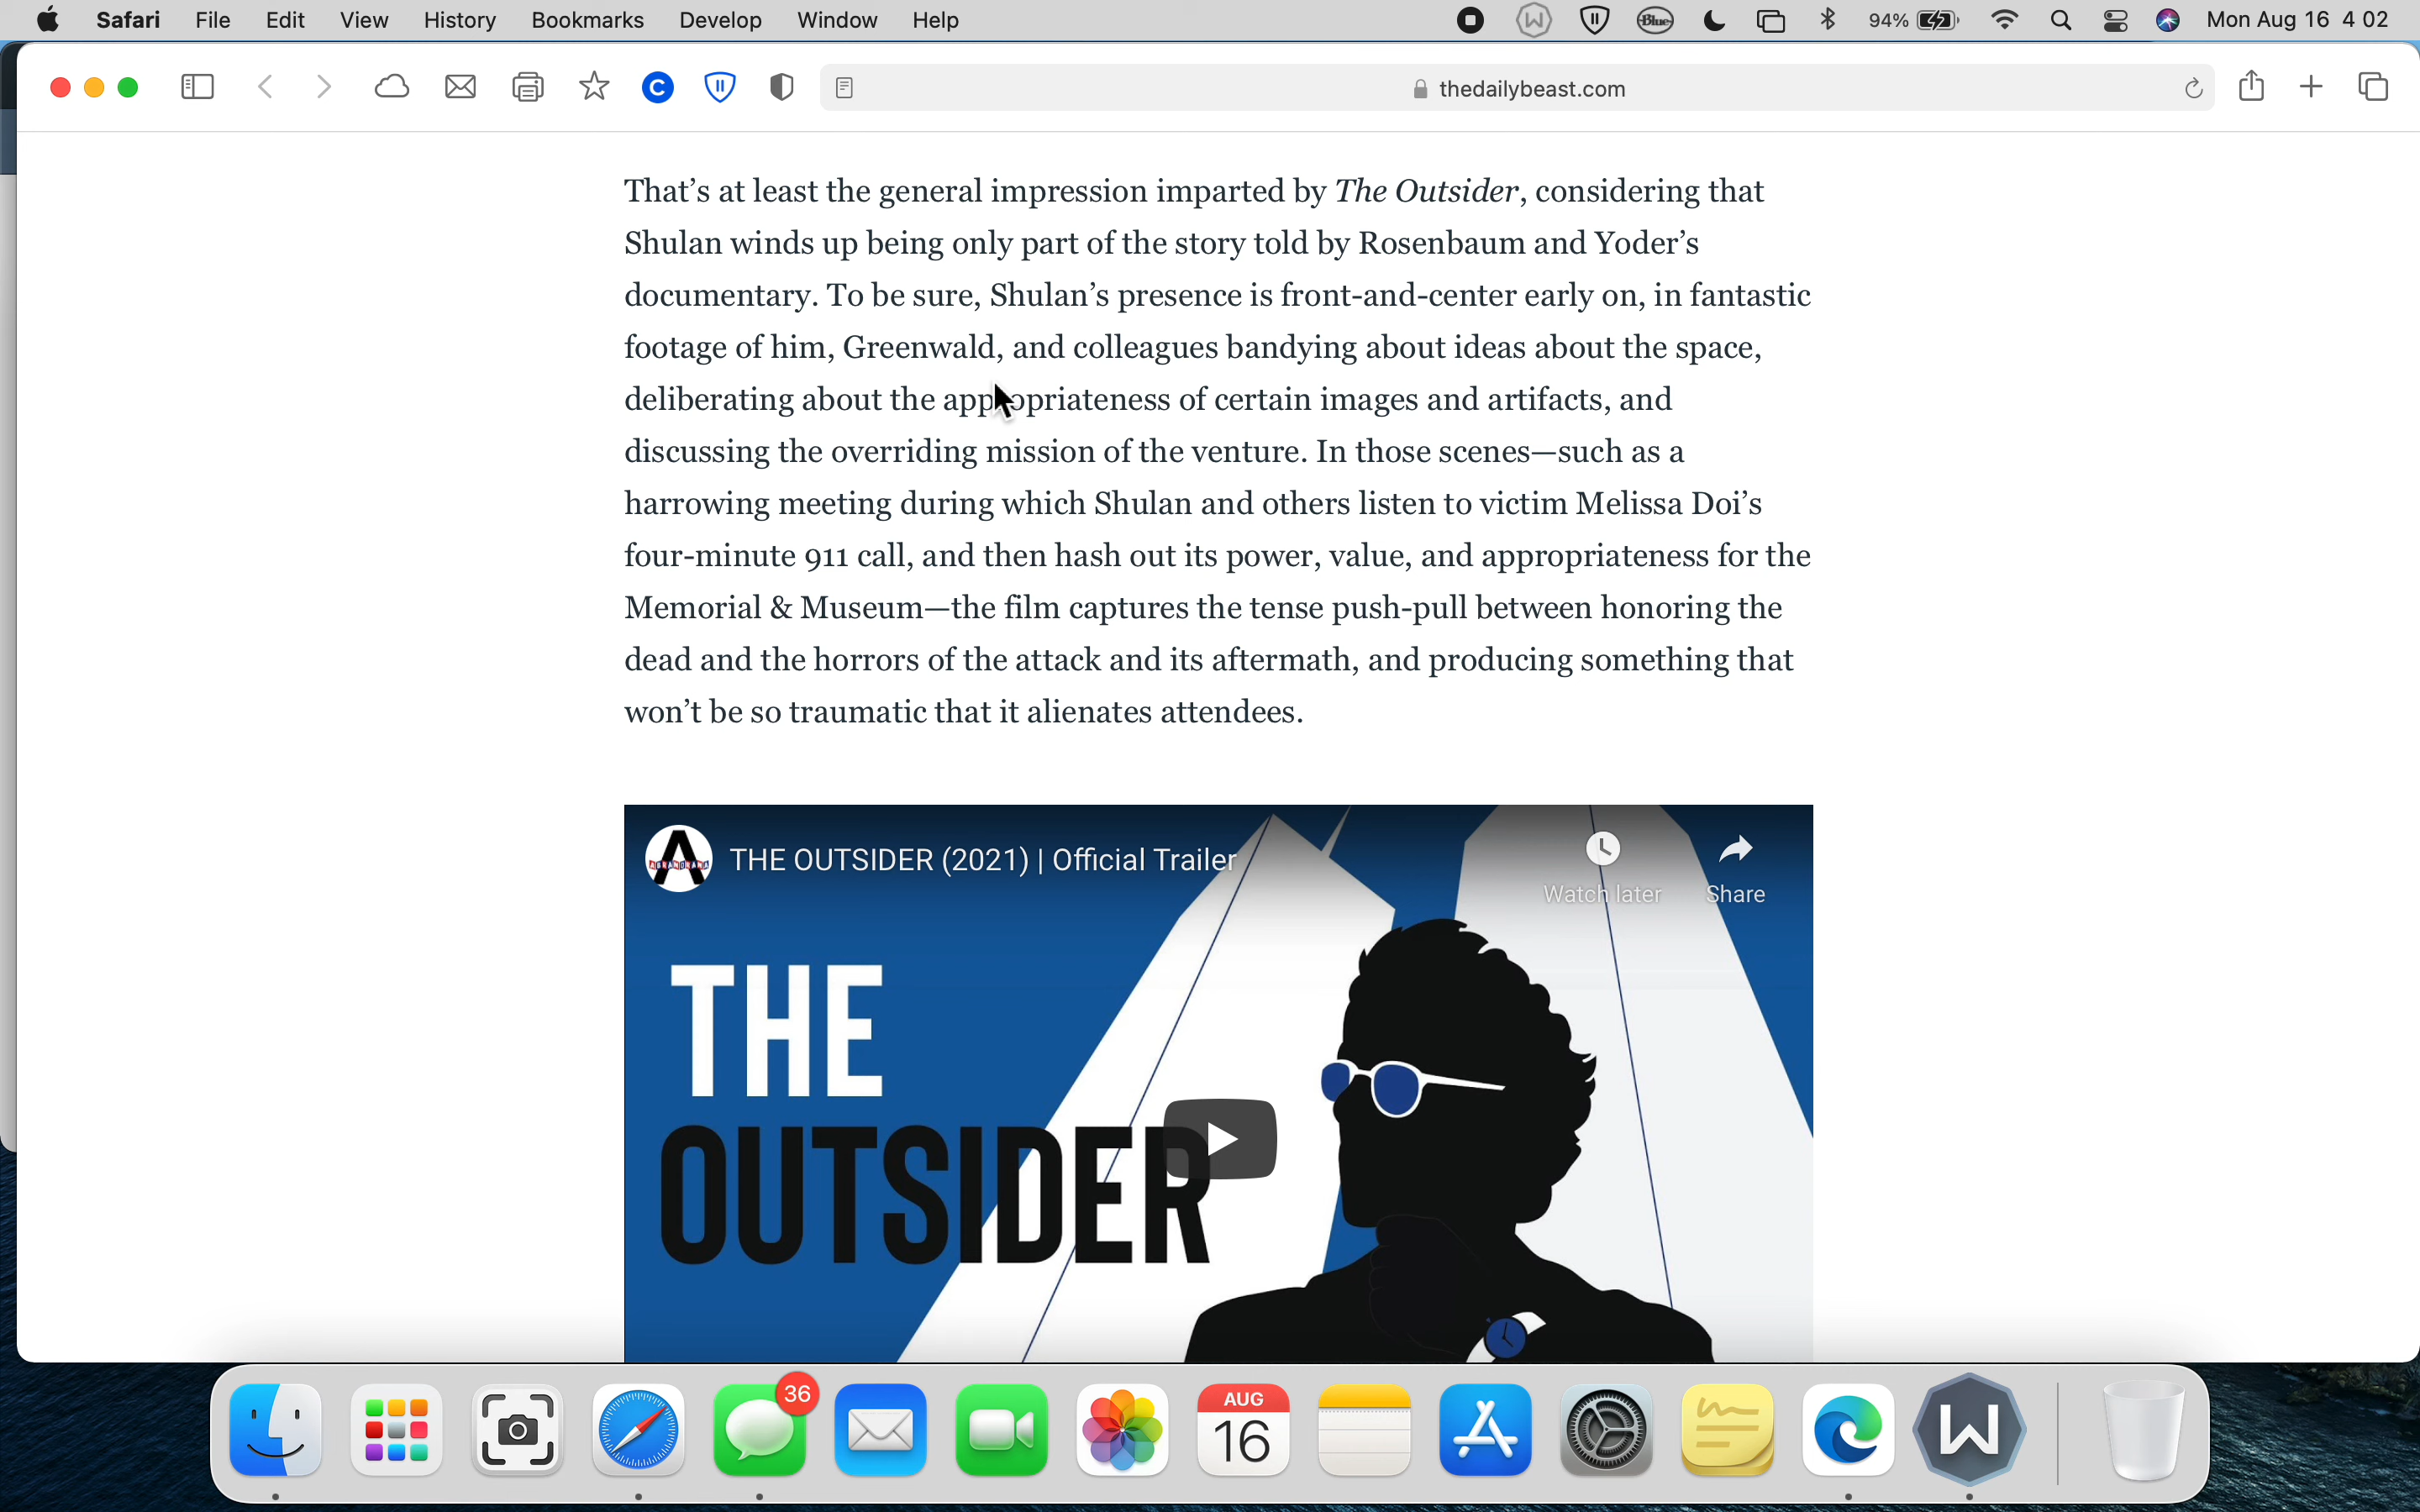 Safari File Edit View History Bookmarks Develop Window Help Blue 94% Mon Aug 16 4 02
thedailybeast.com
That’s at least the general impression imparted by The Outsider, considering that
Shulan winds up being only part of the story told by Rosenbaum and Yoder’s
documentary. To be sure, Shulan’s presence is front-and-center early on, in fantastic
footage of him, Greenwald, and colleagues bandying about ideas about the space,
deliberating about the appropriateness of certain images and artifacts, and
discussing the overriding mission of the venture. In those scenes—such as a
harrowing meeting during which Shulan and others listen to victim Melissa Doi’s
four-minute 911 call, and then hash out its power, value, and appropriateness for the
Memorial & Museum—the film captures the tense push-pull between honoring the
dead and the horrors of the attack and its aftermath, and producing something that
won’t be so traumatic that it alienates attendees.
ABRAMORAMA
THE OUTSIDER (2021) | Official Trailer
Watch later Share
THE
OUTSIDER
36
AUG
16